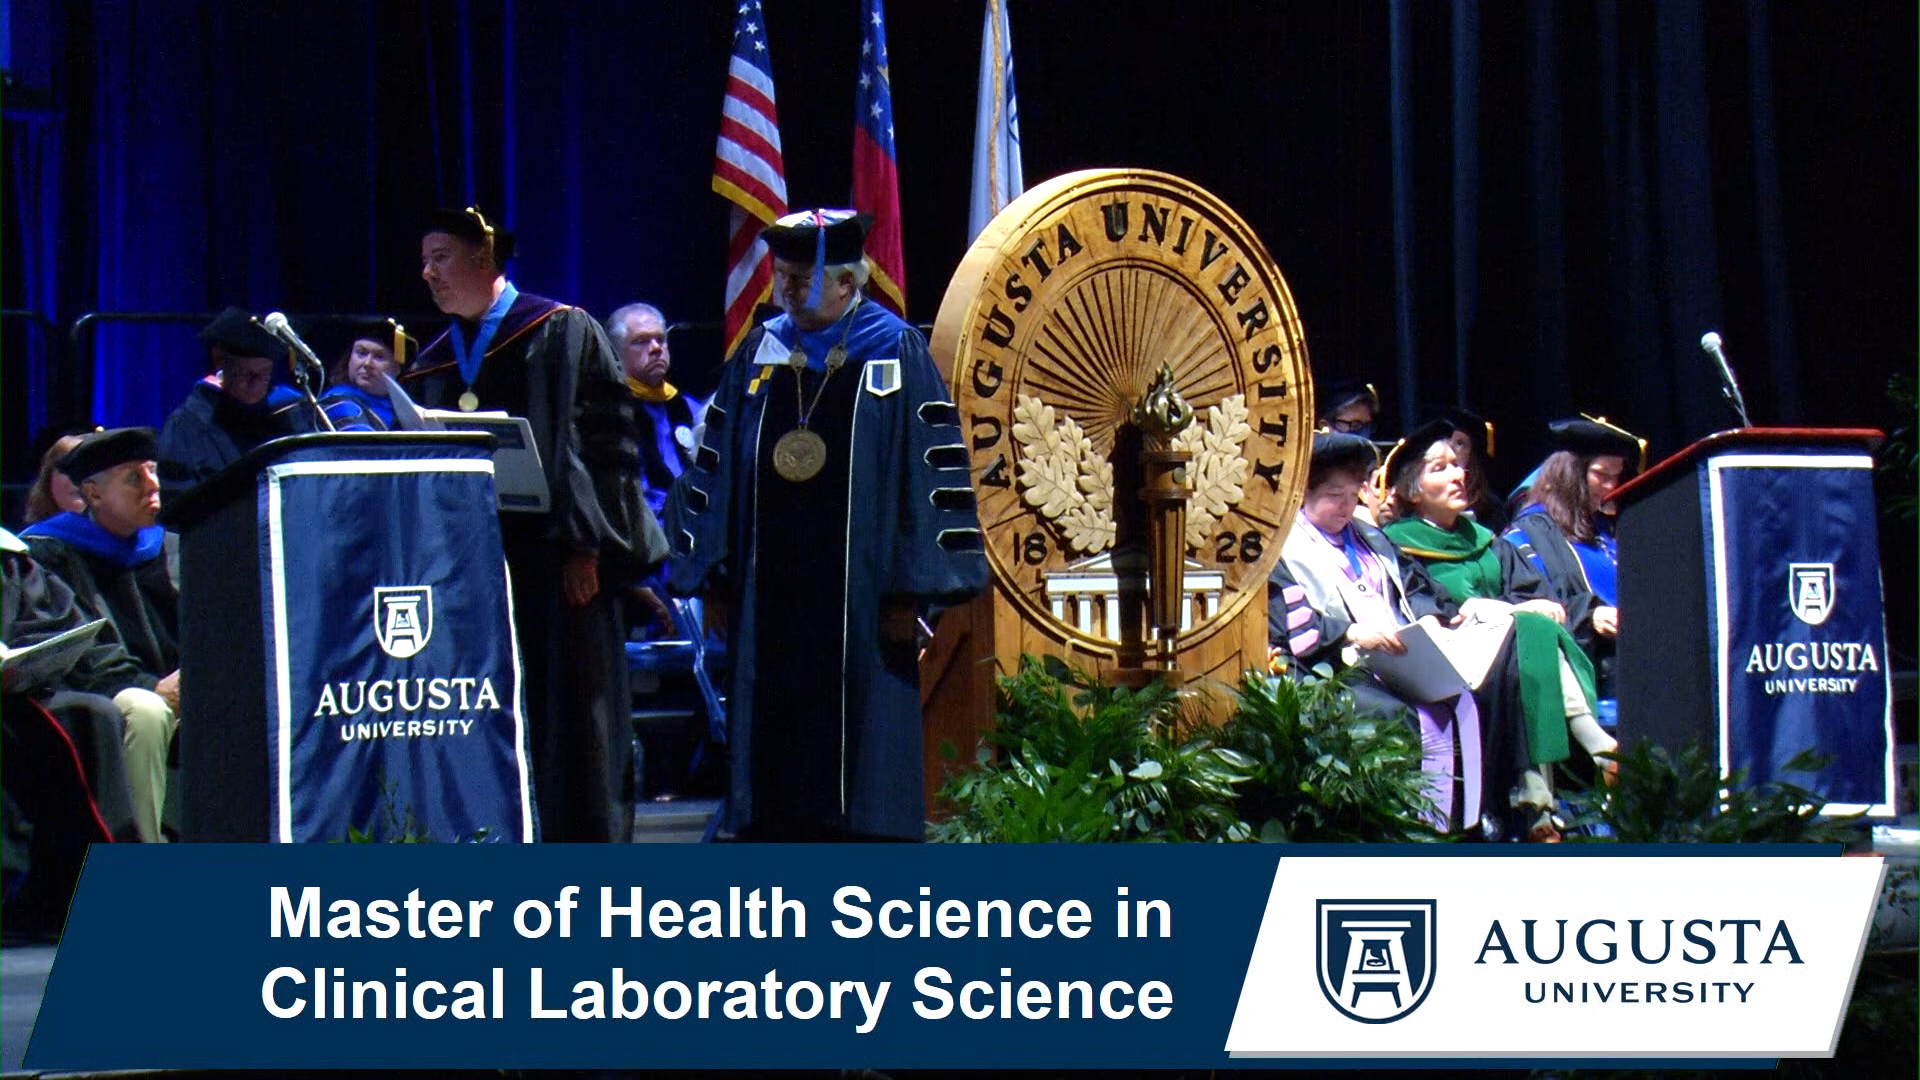 AUGUSTA UNIVERSITY
18 28
AUGUSTA
UNIVERSITY
AUGUSTA
UNIVERSITY
Master of Health Science in
Clinical Laboratory Science
AUGUSTA
UNIVERSITY